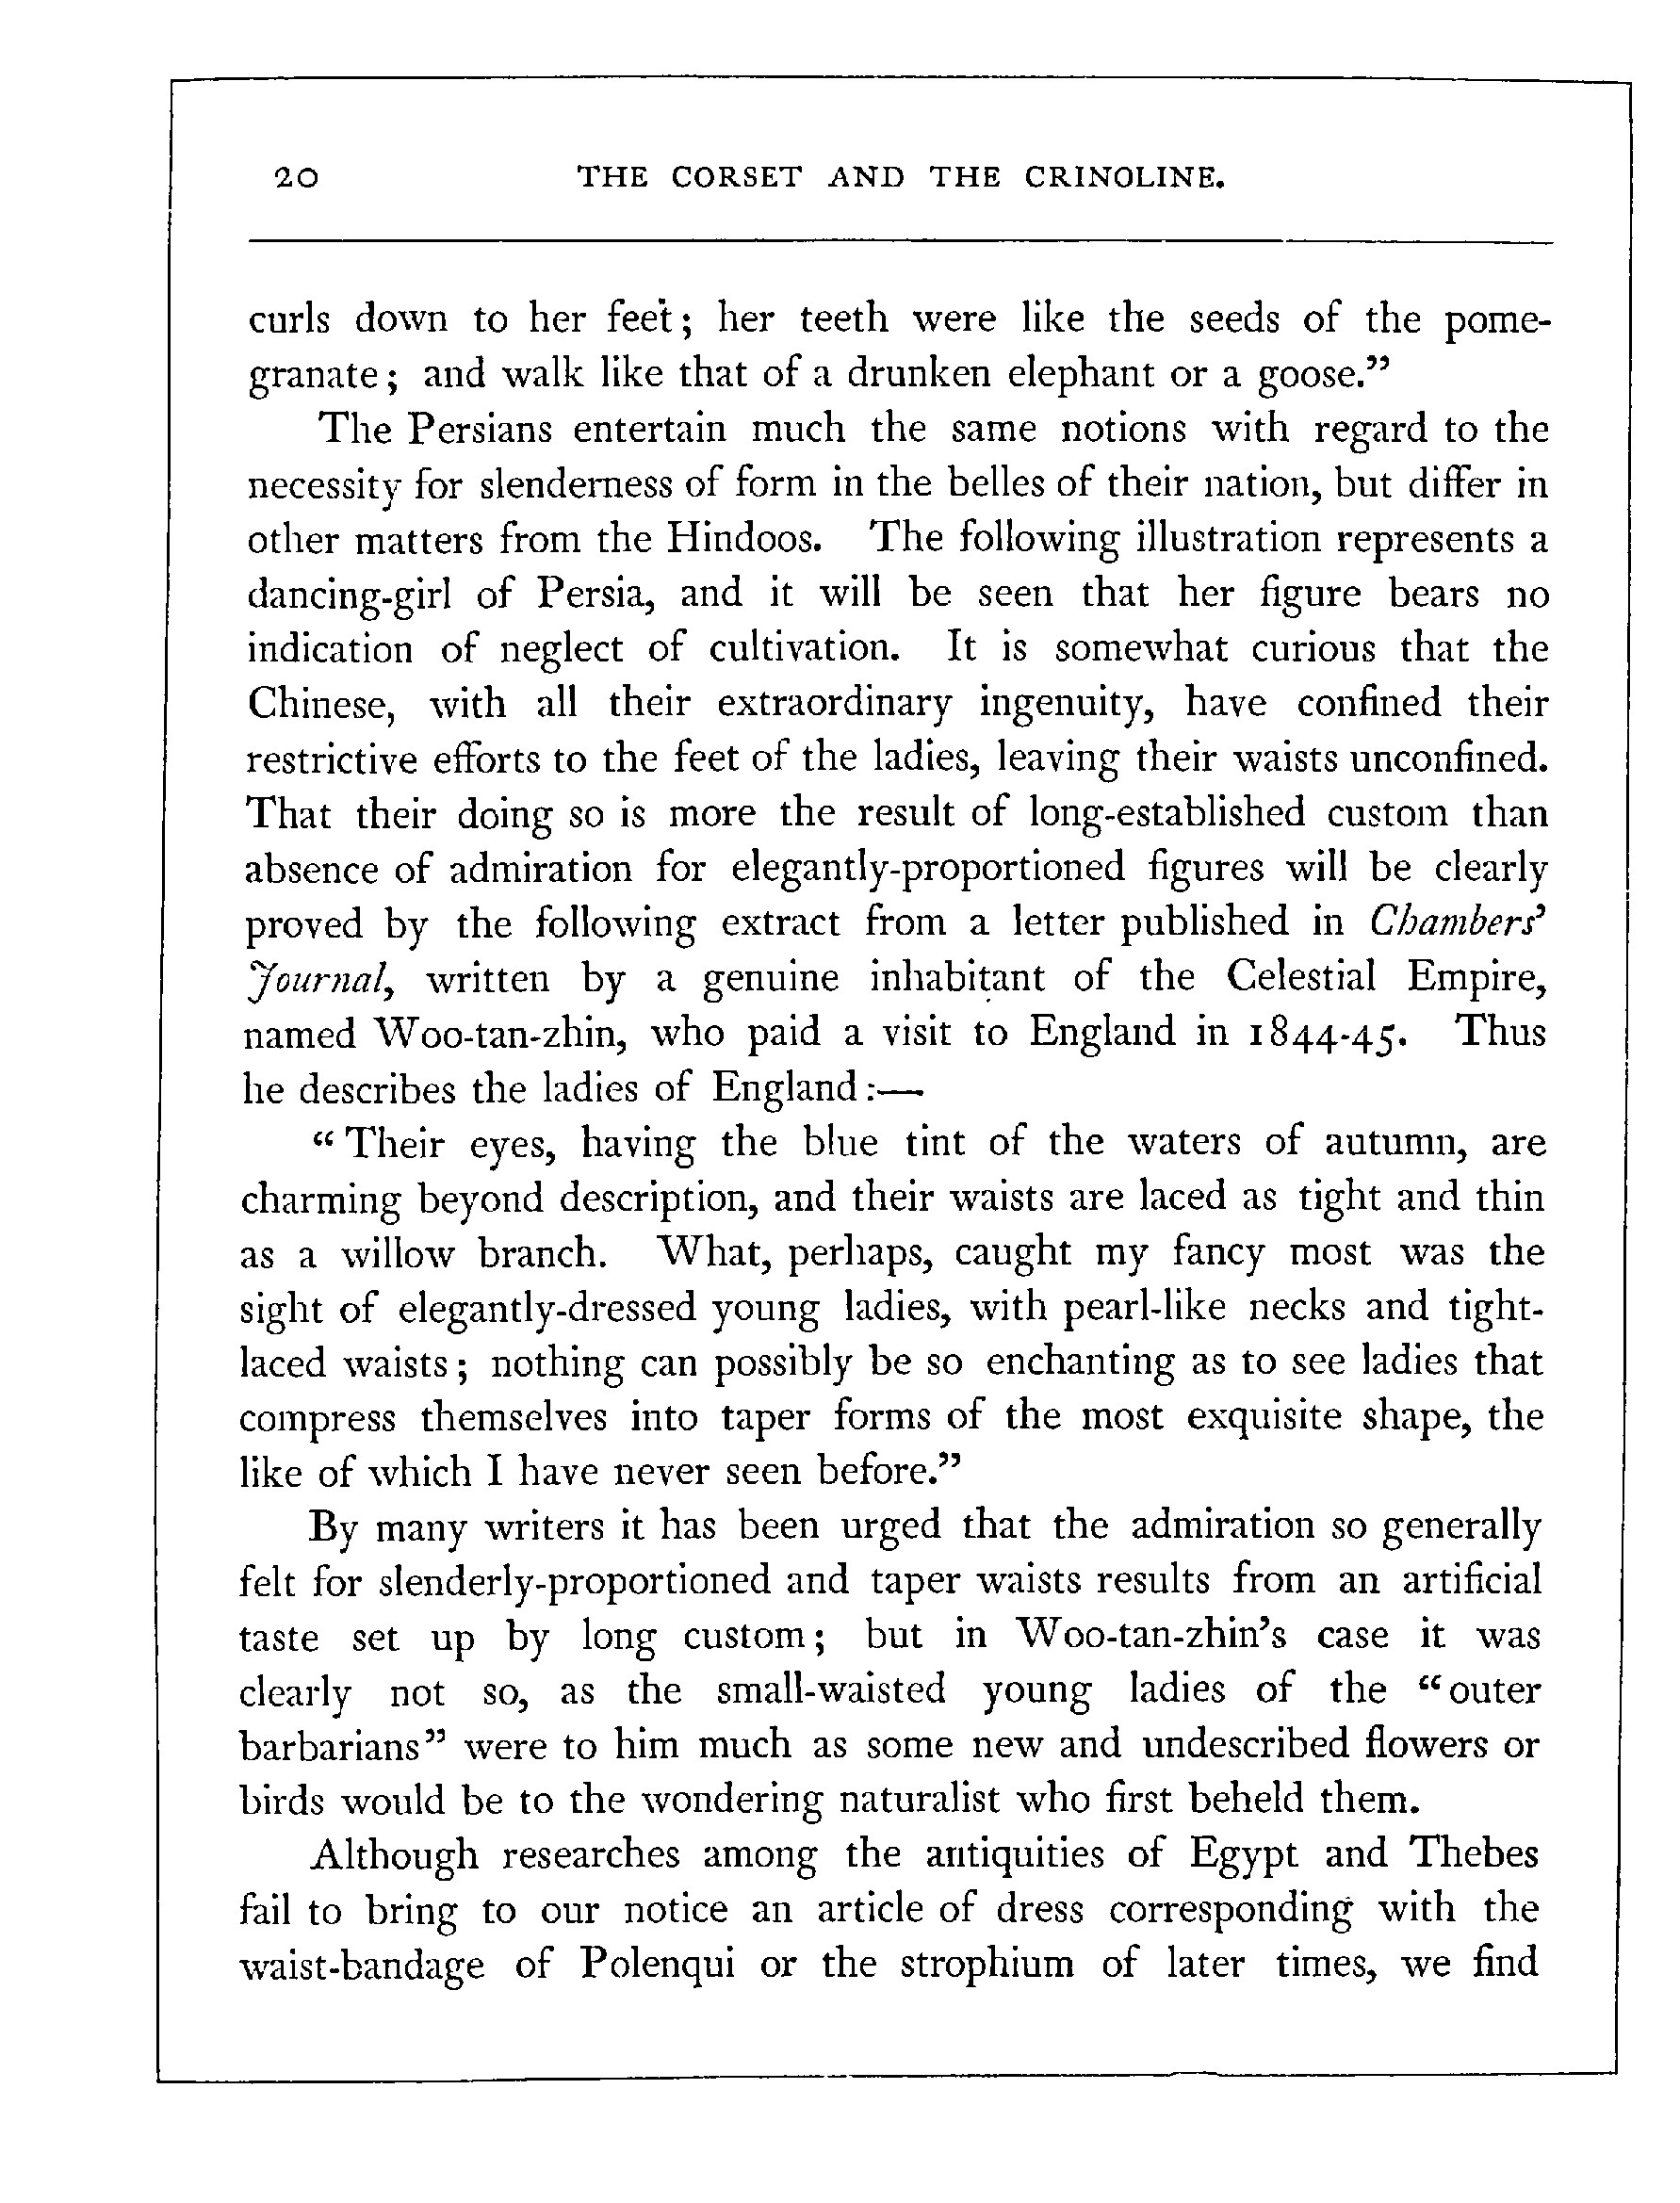 20 THE CORSET AND THE CRINOLINE.
curls down to her feet; her teeth were like the seeds of the pome-
granate; and walk like that of a drunken elephant or a goose.”
The Persians entertain much the same notions with regard to the
necessity for slenderness of form in the belles of their nation, but differ in
other matters from the Hindoos. The following illustration represents a
dancing-girl of Persia, and it will be seen that her figure bears no
indication of neglect of cultivation. It is somewhat curious that the
Chinese, with all their extraordinary ingenuity, have confined their
restrictive efforts to the feet of the ladies, leaving their waists unconfined.
That their doing so is more the result of long-established custom than
absence of admiration for elegantly-proportioned figures will be clearly
proved by the following extract from a letter published in Chambers’
Journal, written by a genuine inhabitant of the Celestial Empire,
named Woo-tan-zhin, who paid a visit to England in 1844-45. Thus
he describes the ladies of England:—
“Their eyes, having the blue tint of the waters of autumn, are
charming beyond description, and their waists are laced as tight and thin
as a willow branch. What, perhaps, caught my fancy most was the
sight of elegantly-dressed young ladies, with pearl-like necks and tight-
laced waists; nothing can possibly be so enchanting as to see ladies that
compress themselves into taper forms of the most exquisite shape, the
like of which I have never seen before.”
By many writers it has been urged that the admiration so generally
felt for slenderly-proportioned and taper waists results from an artificial
taste set up by long custom; but in Woo-tan-zhin’s case it was
clearly not so, as the small-waisted young ladies of the “outer
barbarians” were to him much as some new and undescribed flowers or
birds would be to the wondering naturalist who first beheld them.
Although researches among the antiquities of Egypt and Thebes
fail to bring to our notice an article of dress corresponding with the
waist-bandage of Polenqui or the strophium of later times, we find